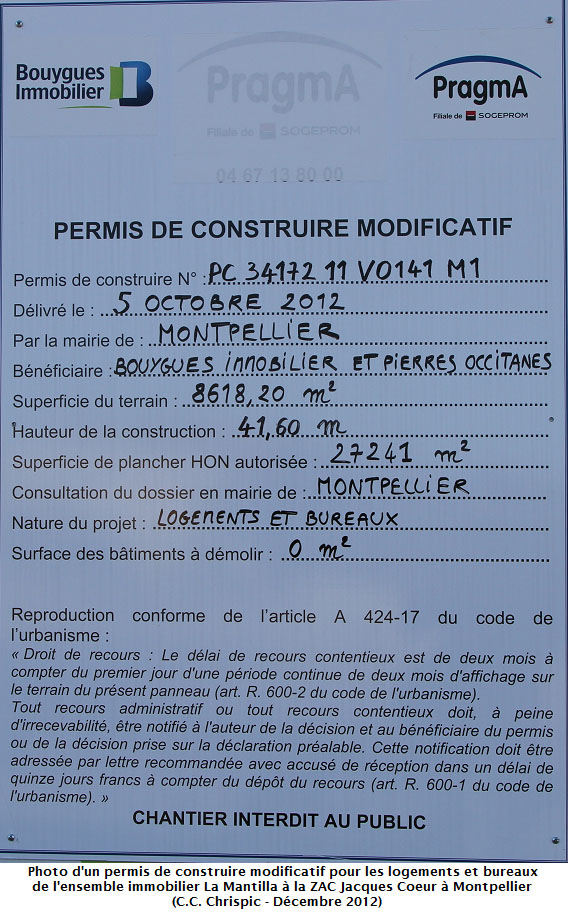 Bouygues
Immobilier
PragmA
Filiale de SOGEPROM
04 67 13 80 00
PragmA
Filiale de SOGEPROM
PERMIS DE CONSTRUIRE MODIFICATIF
Permis de construire N° : PC 34172 11 V0141 M1
Délivré le : 5 OCTOBRE 2012
Par la mairie de : MONTPELLIER
Bénéficiaire : BOUYGUES IMMOBILIER ET PIERRES OCCITANES
Superficie du terrain : 8618,20 m²
Hauteur de la construction : 41,60 m
Superficie de plancher HON autorisée : 27241 m²
Consultation du dossier en mairie de : MONTPELLIER
Nature du projet : LOGEMENTS ET BUREAUX
Surface des bâtiments à démolir : 0 m²
Reproduction conforme de l'article A 424-17 du code de
l'urbanisme :
« Droit de recours : Le délai de recours contentieux est de deux mois à
compter du premier jour d'une période continue de deux mois d'affichage sur
le terrain du présent panneau (art. R. 600-2 du code de l'urbanisme).
Tout recours administratif ou tout recours contentieux doit, à peine
d'irrecevabilité, être notifié à l'auteur de la décision et au bénéficiaire du permis
ou de la décision prise sur la déclaration préalable. Cette notification doit être
adressée par lettre recommandée avec accusé de réception dans un délai de
quinze jours francs à compter du dépôt du recours (art. R. 600-1 du code de
l'urbanisme). »
CHANTIER INTERDIT AU PUBLIC
Photo d'un permis de construire modificatif pour les logements et bureaux
de l'ensemble immobilier La Mantilla à la ZAC Jacques Coeur à Montpellier
(C.C. Chrispic - Décembre 2012)